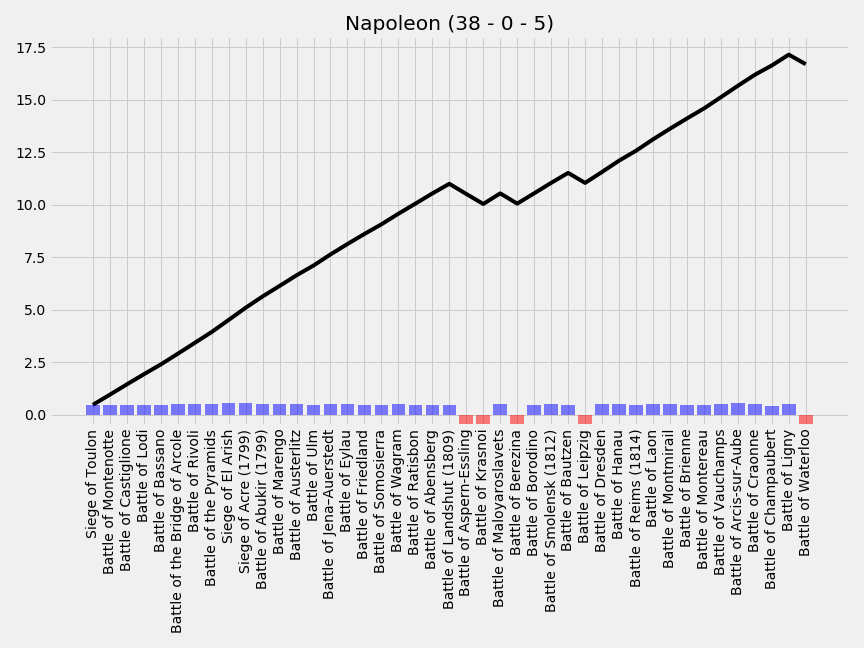 Napoleon (38 - 0 - 5)
17.5
15.0
12.5
10.0
7.5
5.0
2.5
0.0
Siege of Toulon
Battle of Montenotte
Battle of Castiglione
Battle of Lodi
Battle of Bassano
Battle of the Bridge of Arcole
Battle of Rivoli
Battle of the Pyramids
Siege of El Arish
Siege of Acre (1799)
Battle of Abukir (1799)
Battle of Marengo
Battle of Austerlitz
Battle of Ulm
Battle of Jena–Auerstedt
Battle of Eylau
Battle of Friedland
Battle of Somosierra
Battle of Wagram
Battle of Ratisbon
Battle of Abensberg
Battle of Landshut (1809)
Battle of Aspern-Essling
Battle of Krasnoi
Battle of Maloyaroslavets
Battle of Berezina
Battle of Borodino
Battle of Smolensk (1812)
Battle of Bautzen
Battle of Leipzig
Battle of Dresden
Battle of Hanau
Battle of Reims (1814)
Battle of Laon
Battle of Montmirail
Battle of Brienne
Battle of Montereau
Battle of Vauchamps
Battle of Arcis-sur-Aube
Battle of Craonne
Battle of Champaubert
Battle of Ligny
Battle of Waterloo